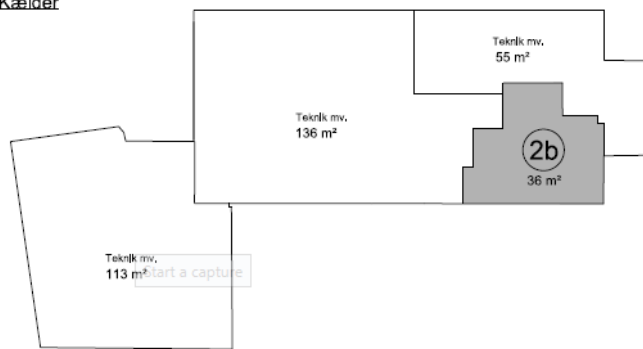 Kælder
Teknik mv.
55 m²
Teknik mv.
136 m²
2b
36 m²
Teknik mv.
113 m²
Start a capture